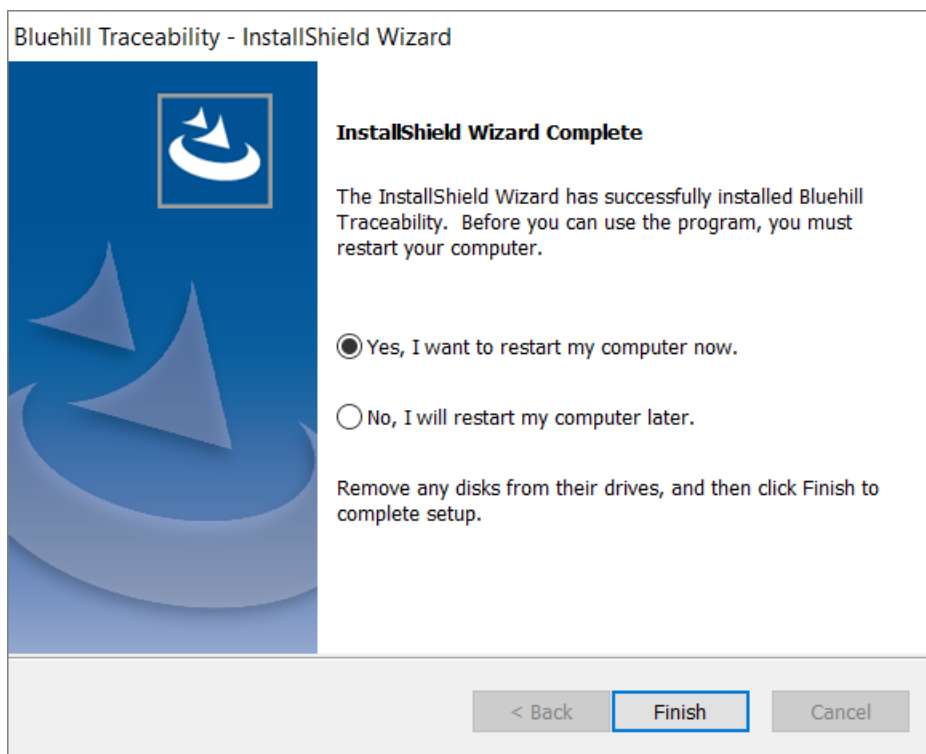 Bluehill Traceability - InstallShield Wizard
InstallShield Wizard Complete
The InstallShield Wizard has successfully installed Bluehill
Traceability. Before you can use the program, you must
restart your computer.
Yes, I want to restart my computer now.
No, I will restart my computer later.
Remove any disks from their drives, and then click Finish to
complete setup.
< Back Finish Cancel